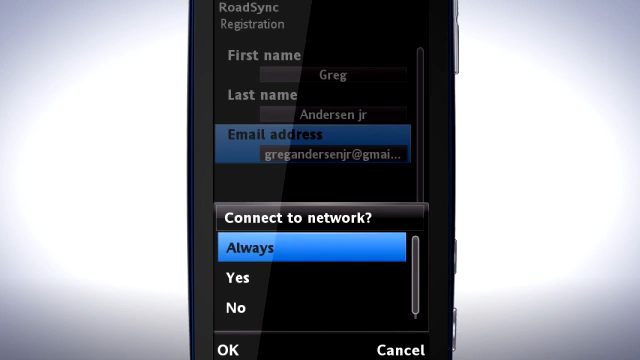 RoadSync
Registration
First name
Greg
Last name
Andersen jr
Email address
gregandersenjr@gmai...
Connect to network?
Always
Yes
No
OK
Cancel